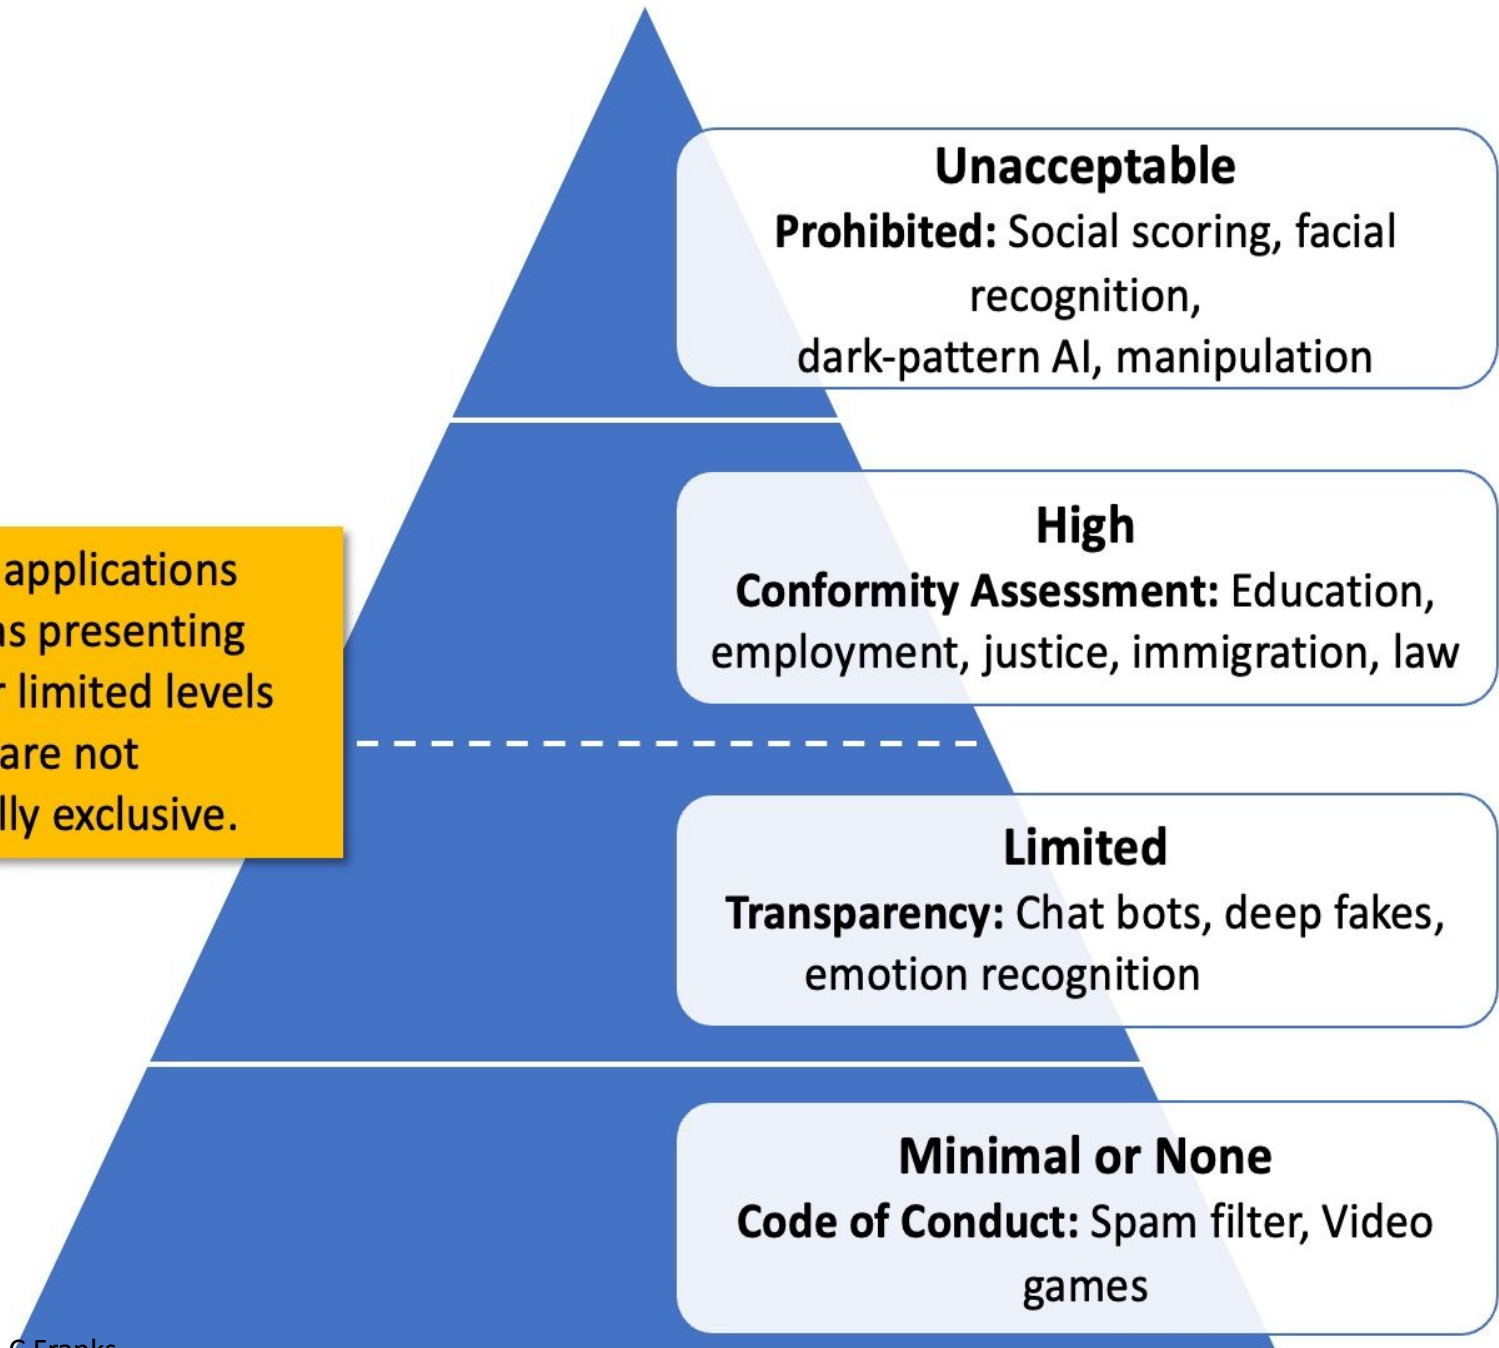 Unacceptable
Prohibited: Social scoring, facial
recognition,
dark-pattern AI, manipulation
High
Conformity Assessment: Education,
employment, justice, immigration, law
applications
presenting
limited levels
are not
exclusive.
Limited
Transparency: Chat bots, deep fakes,
emotion recognition
Minimal or None
Code of Conduct: Spam filter, Video
games